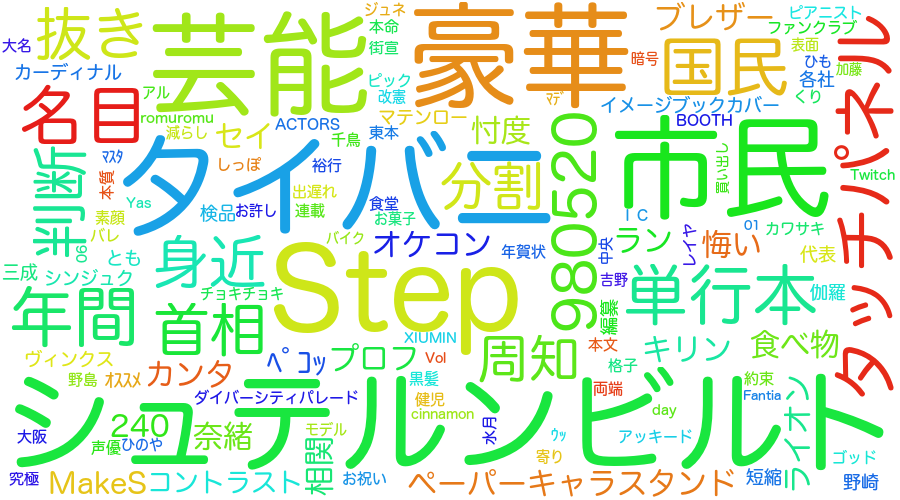 大名
抜き
芸能
豪華
ジュネ
本命
街宣
ブレザー
ピアニスト
ファンクラブ
表面
暗号
国民
ひも
各社
加藤
くり
タッチパネル
カーディナル
アル
ピック
改憲
マデ
イメージブックカバー
名目
romuromu
減らし
セイ
ACTORS
マテンロー
千鳥
東本
忖度
BOOTH
市民
買い出し
Twitch
判断
マスタ
本質
しっぽ
裕行
タイバニ
分割
980520
Yas
素顔
バレ
検品
お許し
出遅れ
連載
食堂
お菓子
IC
レイヤ
01
カワサキ
06
とも
身近
バイク
オケコン
年賀状
中央
ラン
悔い
代表
三成
シンジュク
チョキチョキ
Step
吉野
単行本
伽羅
年間
首相
XIUMIN
編纂
ヴィンクス
野島
オススメ
カンタ
ペコッ
プロフ
Vol
周知
本文
格子
キリン
食べ物
黒髪
両端
約束
シュテルンビルト
ダイバーシティパレード
健児
cinnamon
day
Fantia
ライオン
大阪
240
声優
ひのや
奈緒
相関
モデル
水月
ウッ
寄り
アッキード
ゴッド
究極
MakeS
コントラスト
お祝い
ペーパーキャラスタンド
短縮
野崎